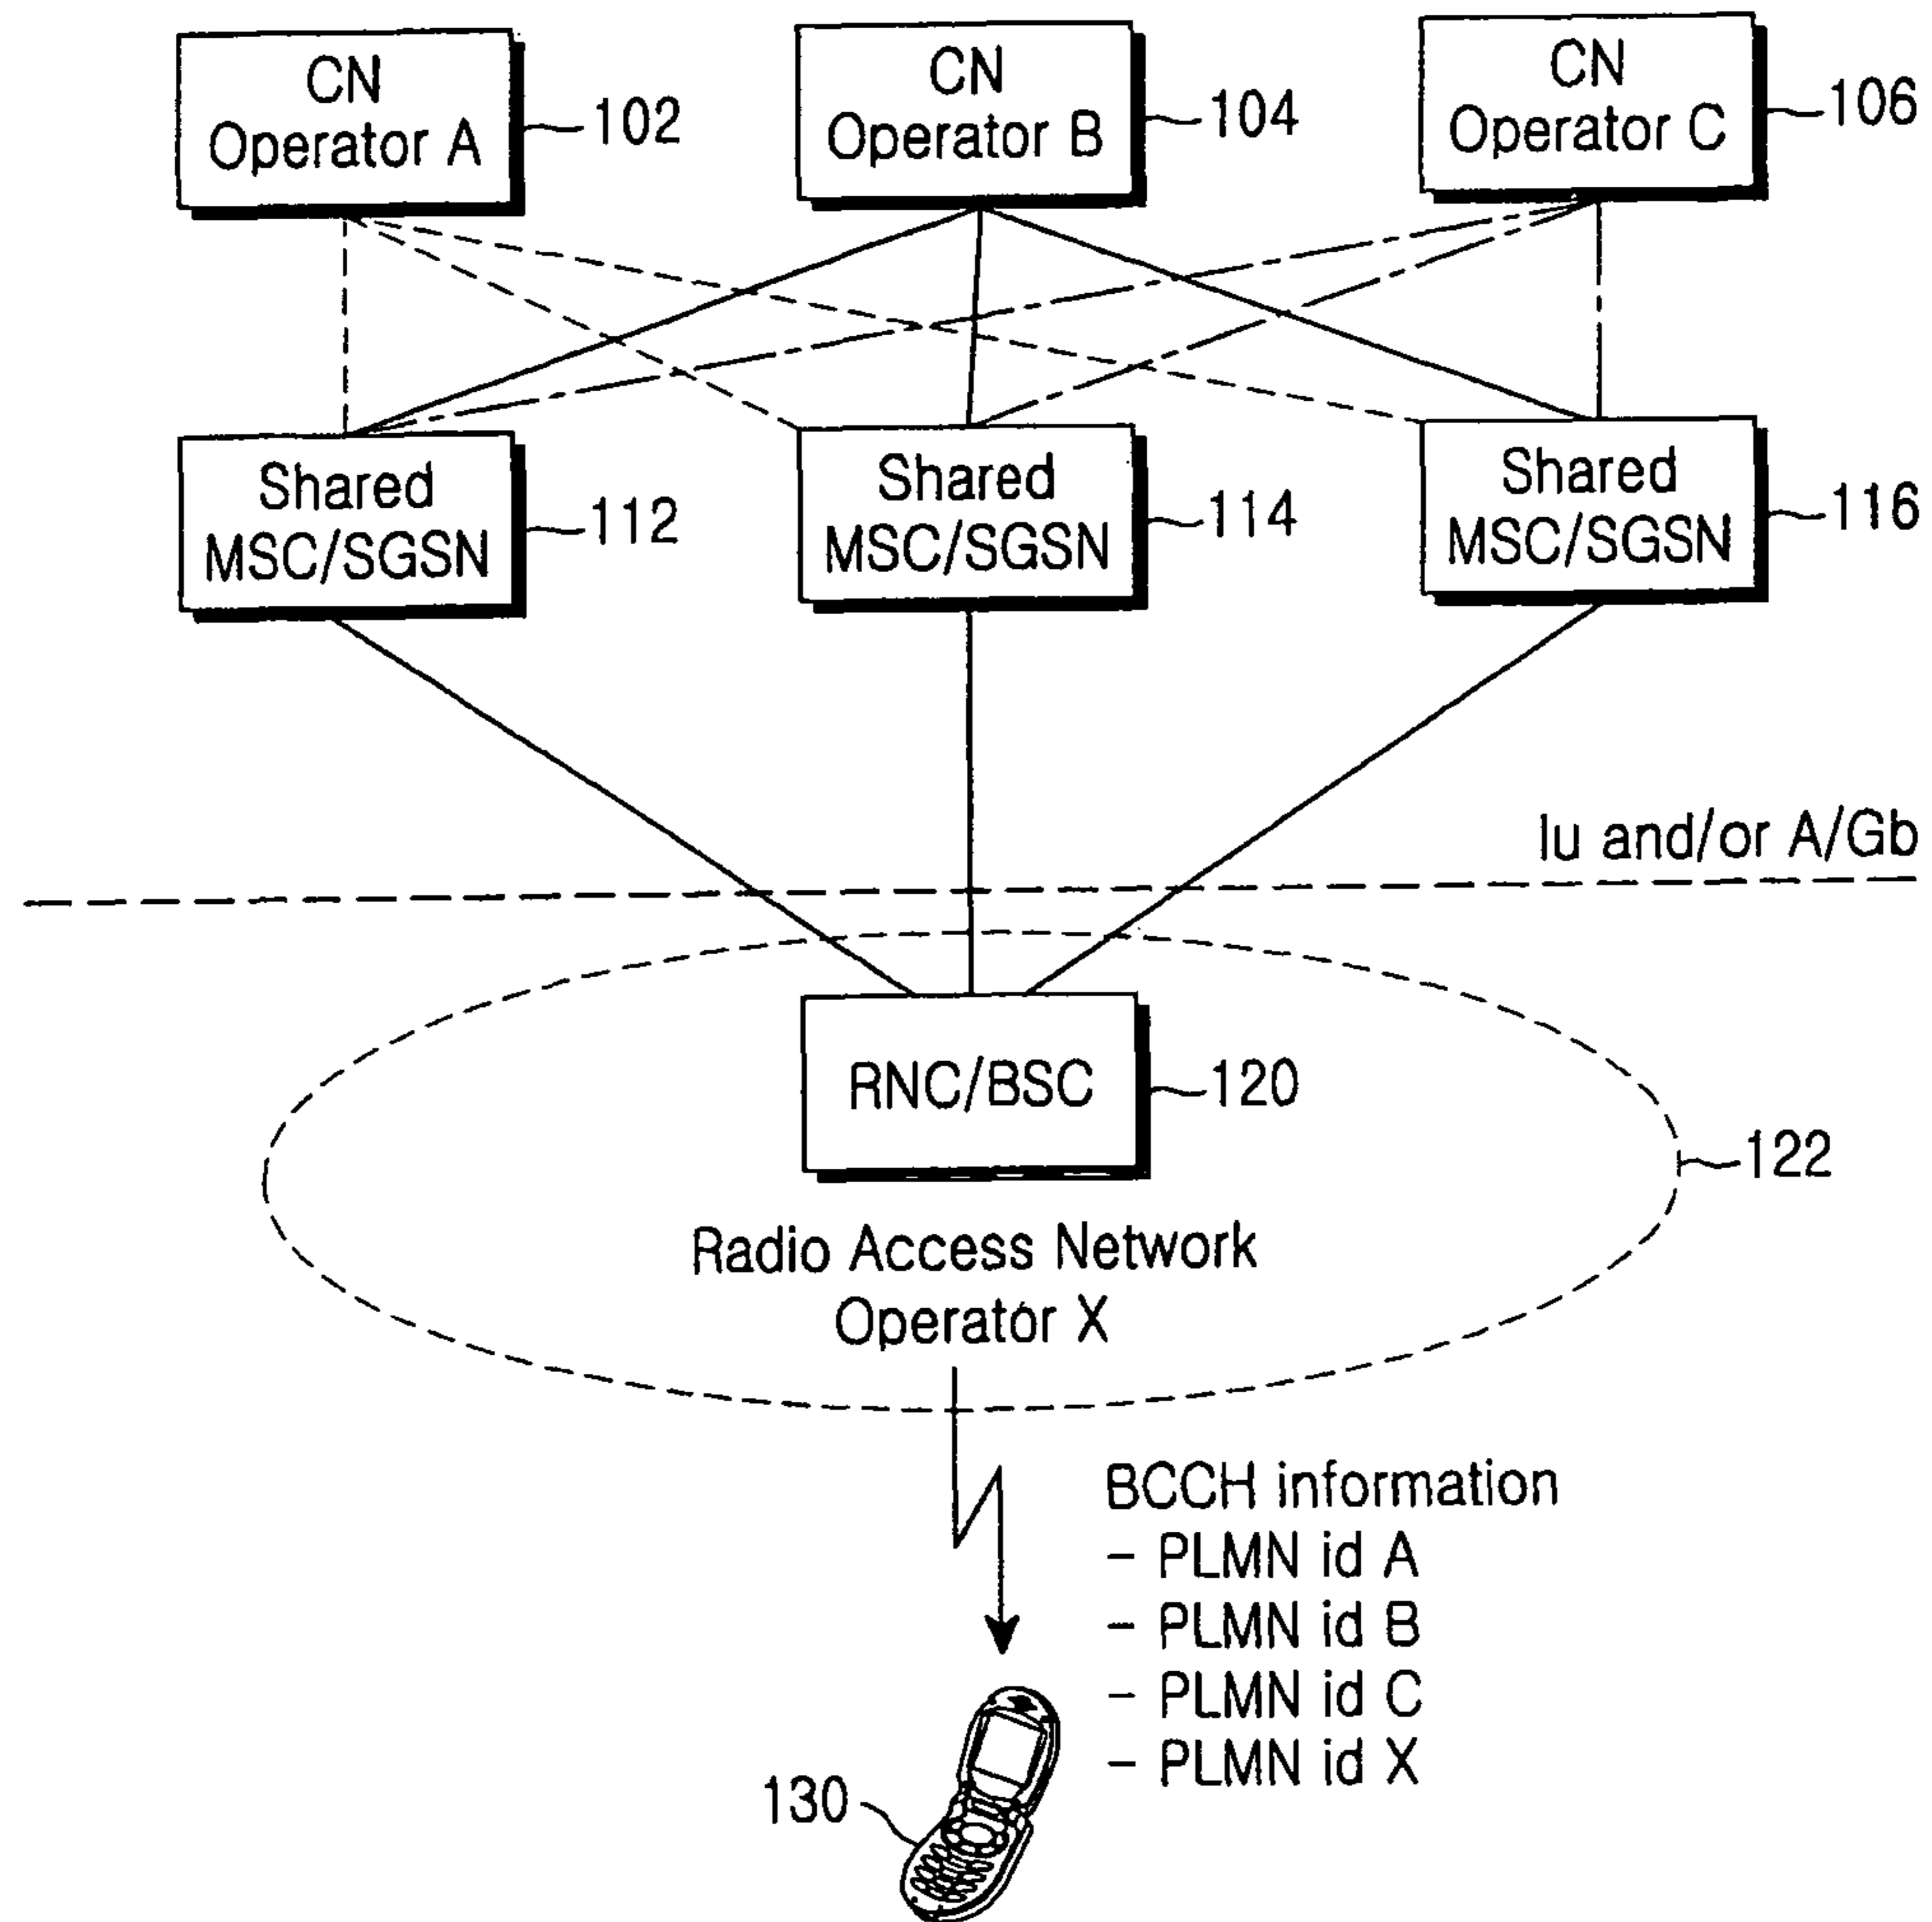 CN
Operator A
102
CN
Operator B
104
CN
Operator C
106
Shared
MSC/SGSN
112
Shared
MSC/SGSN
114
Shared
MSC/SGSN
116
Iu and/or A/Gb
RNC/BSC
120
122
Radio Access Network
Operator X
BCCH information
- PLMN id A
- PLMN id B
- PLMN id C
- PLMN id X
130